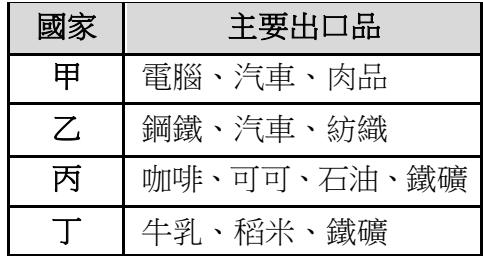 國家 主要出口品
甲 電腦、汽車、肉品
乙 鋼鐵、汽車、紡織
丙 咖啡、可可、石油、鐵礦
丁 牛乳、稻米、鐵礦